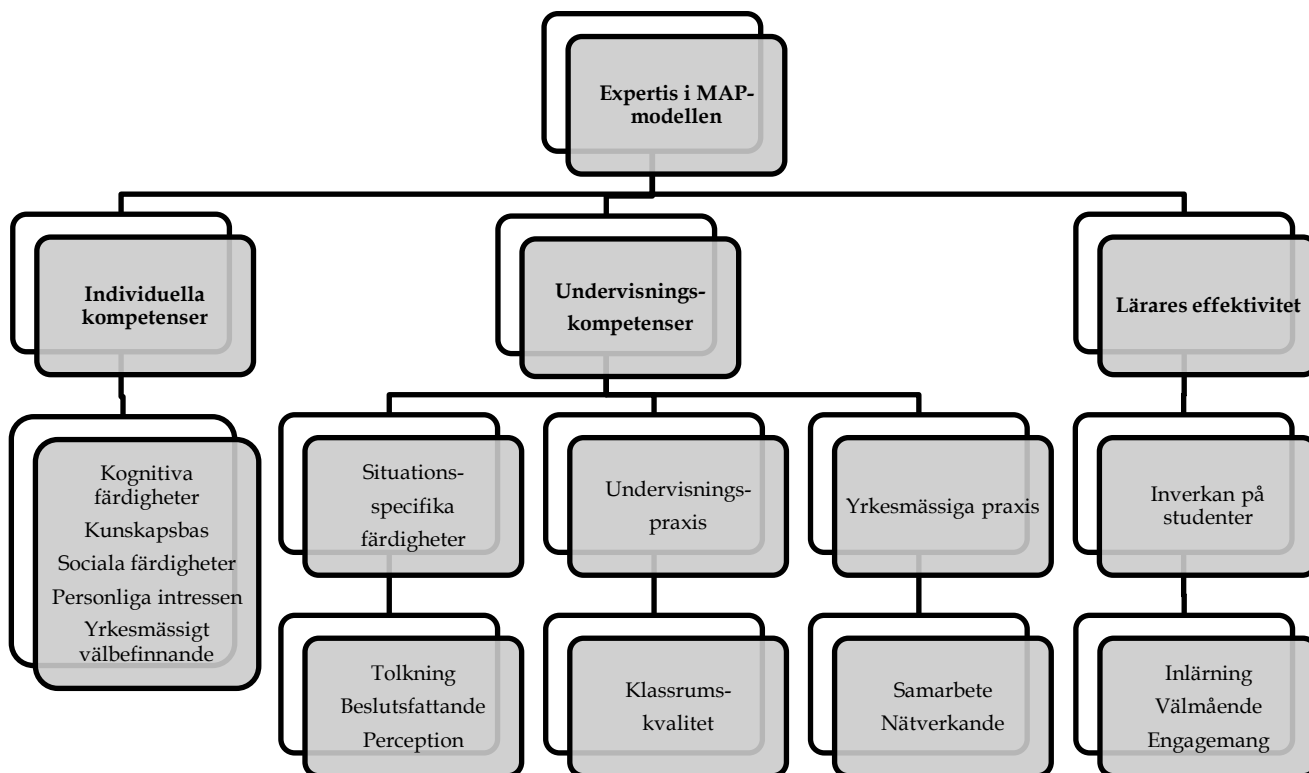 Expertis i MAP-
modellen
Individuella
kompetenser
Undervisnings-
kompetenser
Lärares effektivitet
Kognitiva
färdigheter
Kunskapsbas
Sociala färdigheter
Personliga intressen
Yrkesmässigt
välbefinnande
Situations-
specifika
färdigheter
Undervisnings-
praxis
Yrkesmässiga praxis
Inverkan på
studenter
Tolkning
Beslutsfattande
Perception
Klassrums-
kvalitet
Samarbete
Nätverkande
Inlärning
Välmående
Engagemang